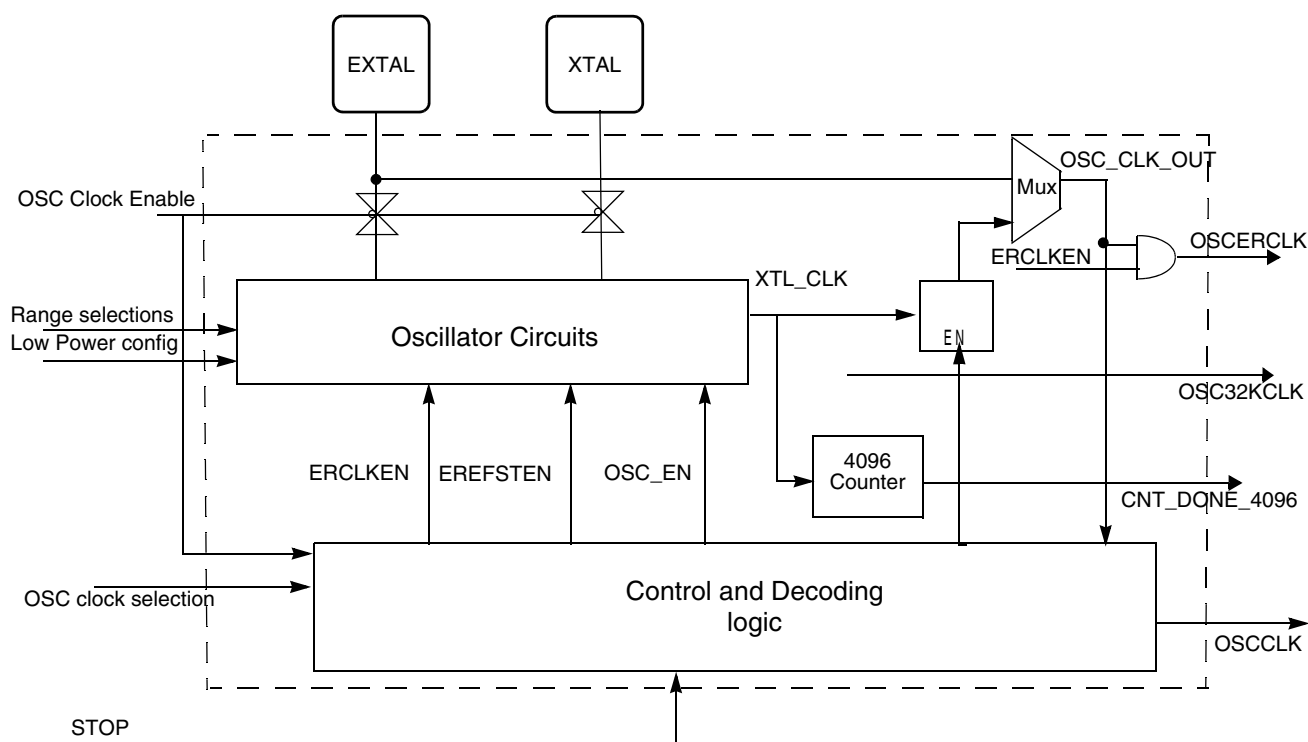 EXTAL
XTAL
OSC_CLK_OUT
Mux
OSC Clock Enable
OSCERCLK
ERCLKEN
XTL_CLK
Range selections
Oscillator Circuits
Low Power config
EN
OSC32KCLK
4096
Counter
ERCLKEN
EREFSTEN
OSC_EN
CNT_DONE_4096
Control and Decoding
logic
OSC clock selection
OSCCLK
STOP